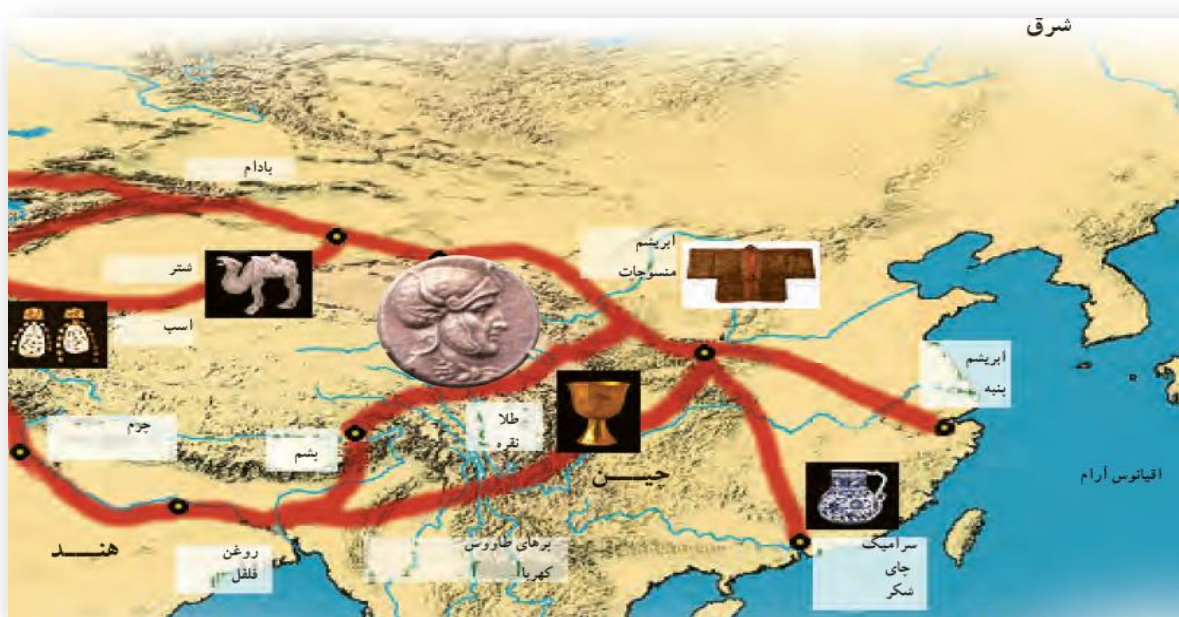 شرق
بادام
ابریشم
منسوجات
شتر
اسب
ابریشم
پنبه
طلا
نقره
چرم
پشم
چیـــن
اقیانوس آرام
هنـــد
روغن
فلفل
پرهای طاووس
کهربا
سرامیک
چای
شکر